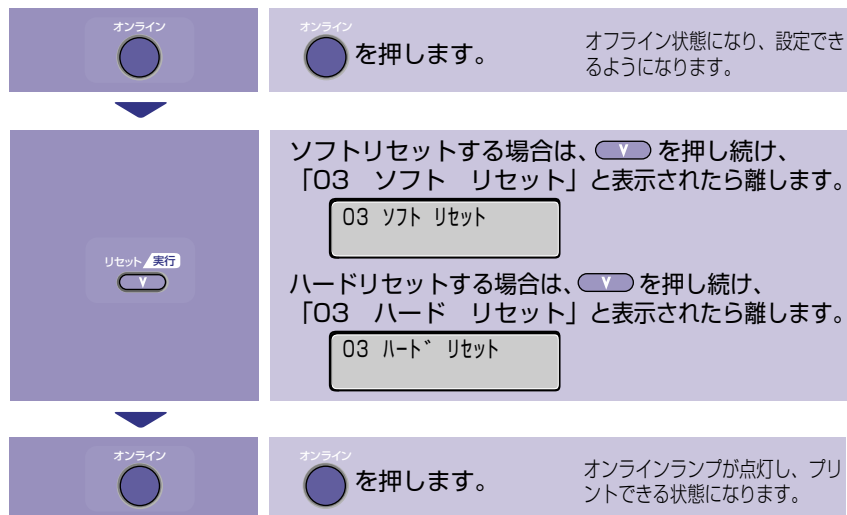 オンライン
オンライン
を押します。
オフライン状態になり、設定でき
るようになります。
リセット/実行
ソフトリセットする場合は、 を押し続け、
「03　ソフト　リセット」と表示されたら離します。
03 ｿﾌﾄ ﾘｾｯﾄ
ハードリセットする場合は、 を押し続け、
「03　ハード　リセット」と表示されたら離します。
03 ﾊｰﾄﾞ ﾘｾｯﾄ
オンライン
オンライン
を押します。
オンラインランプが点灯し、プリ
ントできる状態になります。